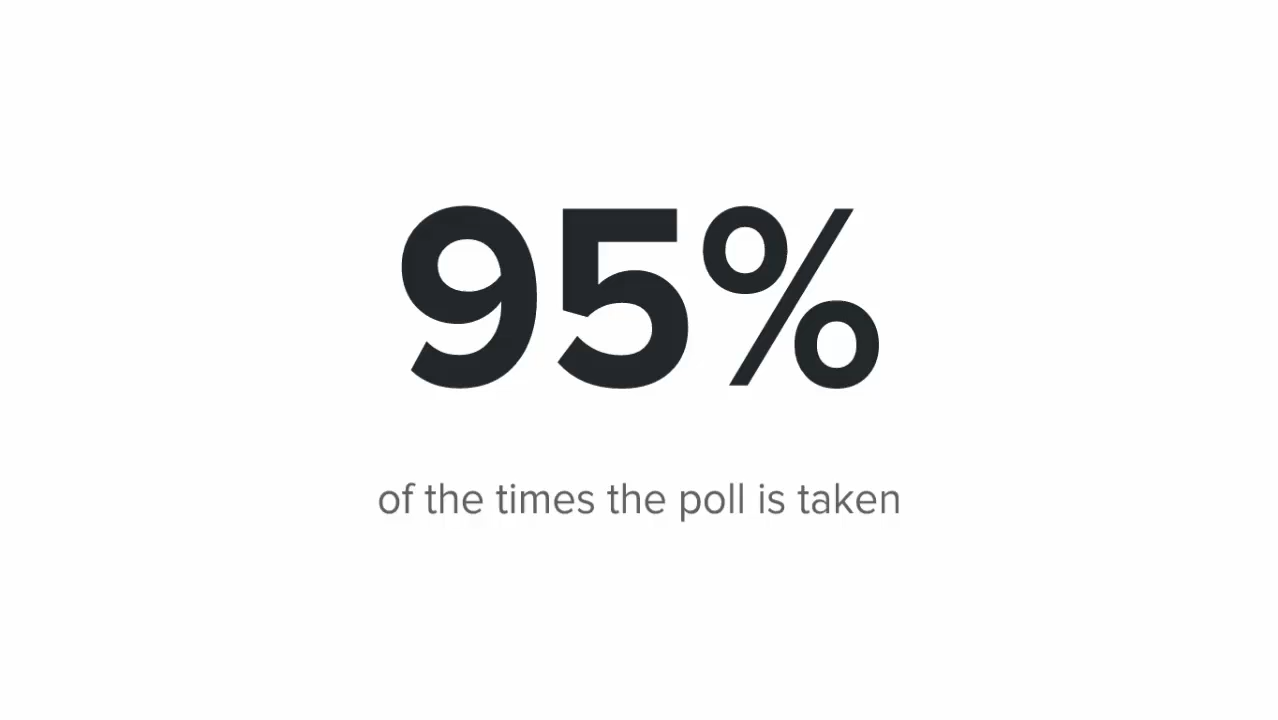 95%
of the times the poll is taken